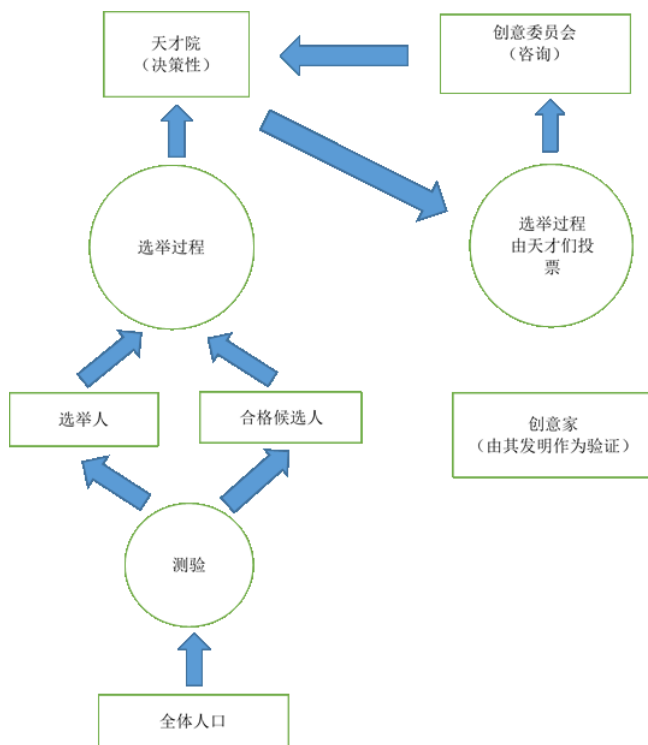 天才院
（决策性）
创意委员会
（咨询）
选举过程
选举过程
由天才们投
票
选举人
合格候选人
创意家
（由其发明作为验证）
测验
全体人口